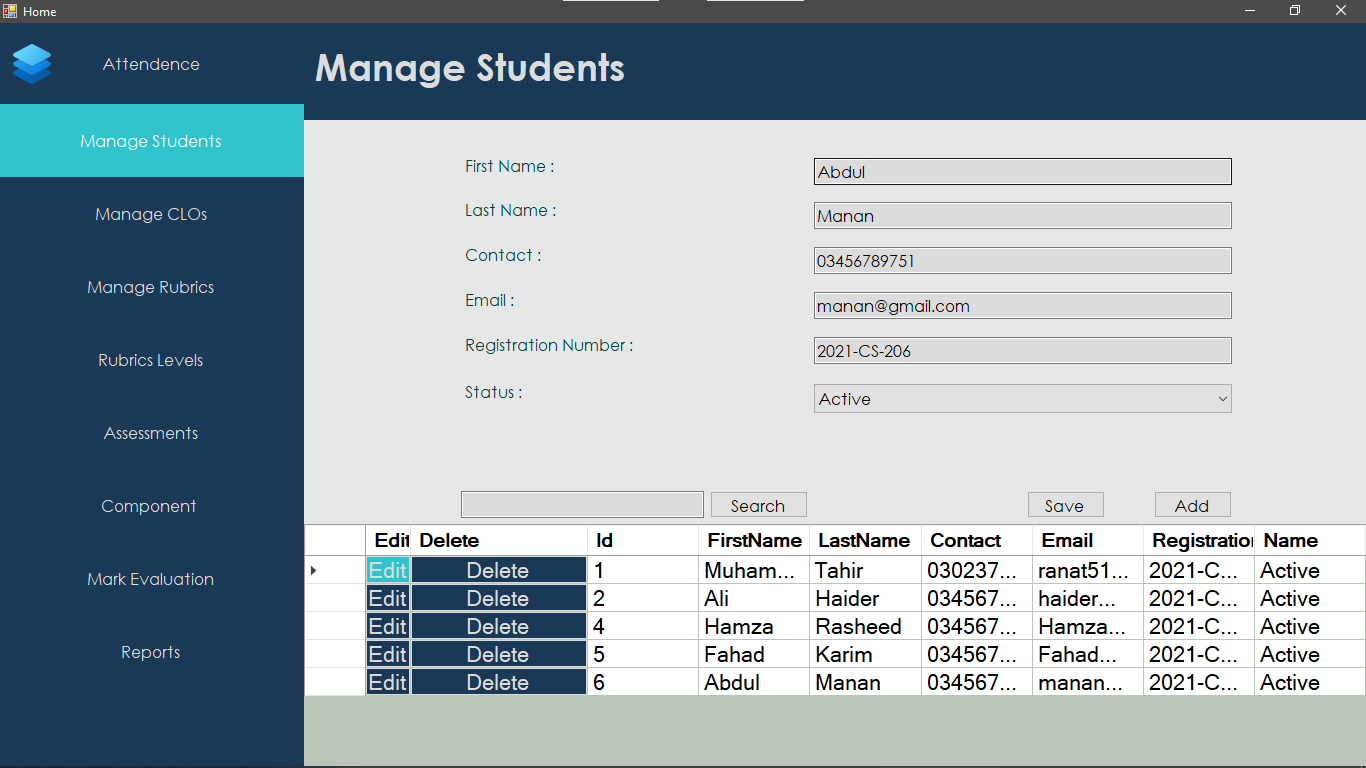 Home
Attendence
Manage Students
Manage Students
Manage CLOs
Manage Rubrics
Rubrics Levels
Assessments
Component
Mark Evaluation
Reports
First Name : Abdul
Last Name : Manan
Contact : 03456789751
Email : manan@gmail.com
Registration Number : 2021-CS-206
Status : Active
Search Save Add
Edit Delete Id FirstName LastName Contact Email Registration Name
Edit Delete 1 Muham... Tahir 030237... ranat51... 2021-C... Active
Edit Delete 2 Ali Haider 034567... haider... 2021-C... Active
Edit Delete 4 Hamza Rasheed 034567... Hamza... 2021-C... Active
Edit Delete 5 Fahad Karim 034567... Fahad... 2021-C... Active
Edit Delete 6 Abdul Manan 034567... manan... 2021-C... Active